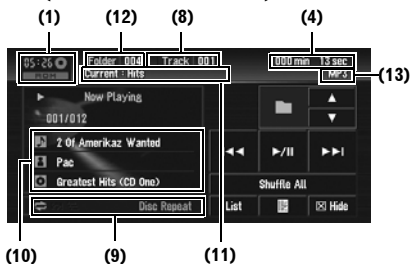 (1) (12) (8) (4)
05:26 Folder 004 Track 001 000 min 13 sec
ROM Current : Hits MP3
(13)
Now Playing
001/012
2 Of Amerikaz Wanted
Pac
Greatest Hits (CD One)
Shuffle All
Disc Repeat List Hide
(10) (9) (11)